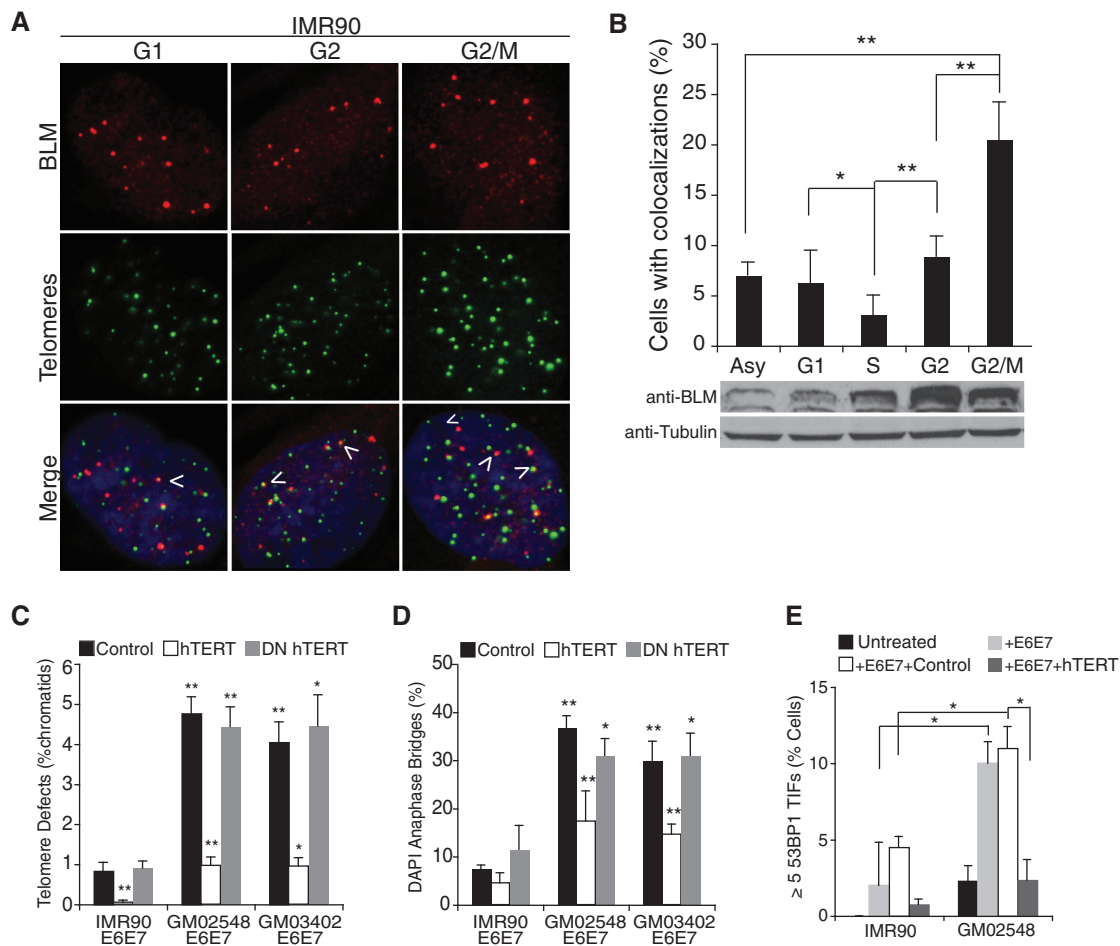 A
IMR90
G1 G2 G2/M
BLM
Telomeres
Merge
<
<
<
<
<
<
B
Cells with colocalizations (%)
30
25
20
15
10
5
0
**
**
* **
Asy G1 S G2 G2/M
anti-BLM
anti-Tubulin
C
Control hTERT DN hTERT
Telomere Defects (%chromatids)
6
5
4
3
2
1
0
** ** ** *
** ** *
IMR90 GM02548 GM03402
E6E7 E6E7 E6E7
D
Control hTERT DN hTERT
DAPI Anaphase Bridges (%)
50
40
30
20
10
0
** * ** *
** **
IMR90 GM02548 GM03402
E6E7 E6E7 E6E7
E
Untreated +E6E7
+E6E7+Control +E6E7+hTERT
≥ 5 53BP1 TIFs (% Cells)
15
10
5
0
* * *
IMR90 GM02548